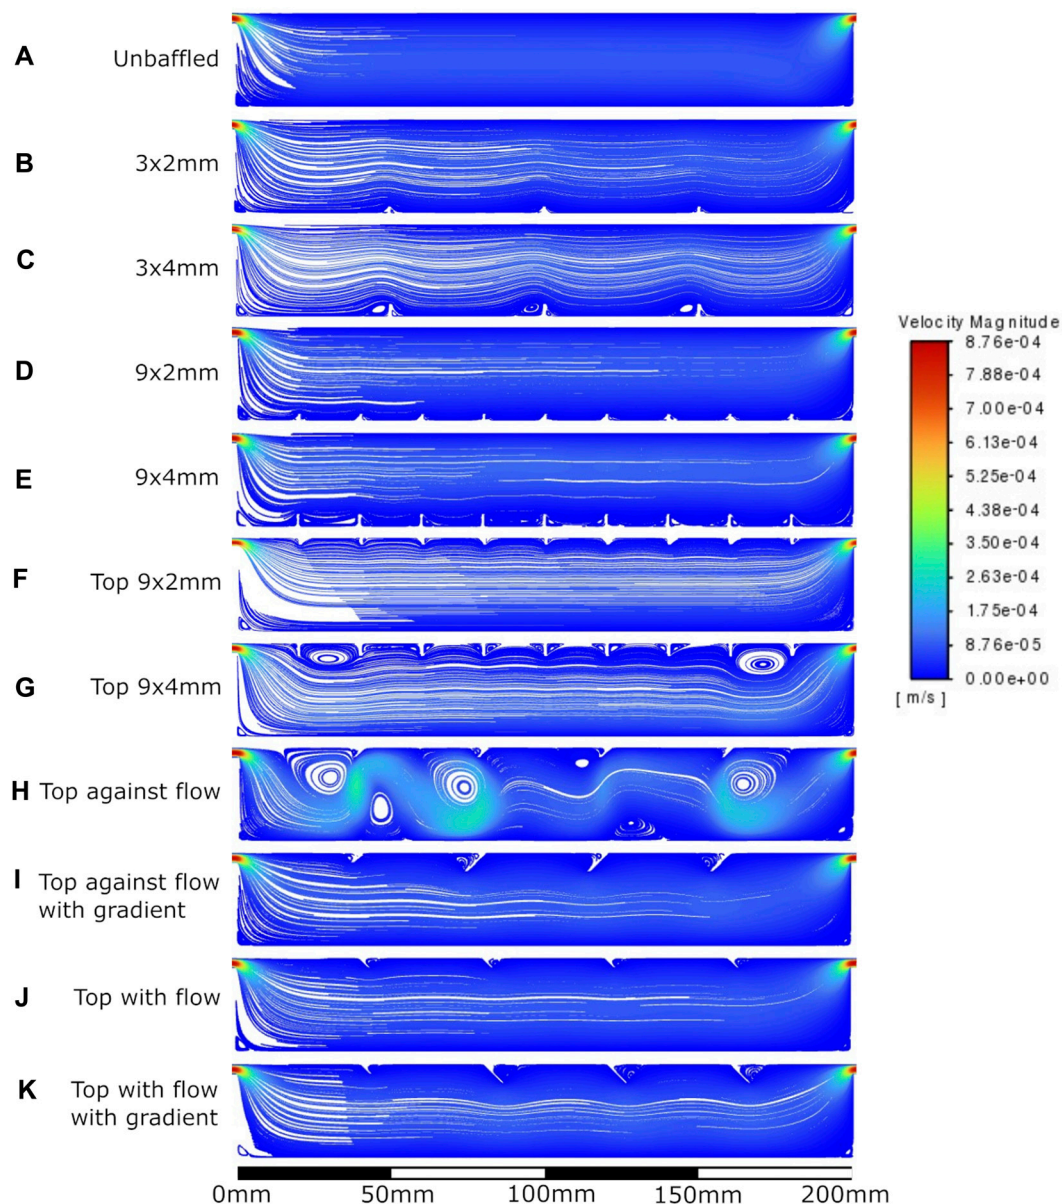 A Unbaffled
B 3x2mm
C 3x4mm
Velocity Magnitude
8.76e-04
7.88e-04
7.00e-04
6.13e-04
5.25e-04
4.38e-04
3.50e-04
2.63e-04
1.75e-04
8.76e-05
0.00e+00
[ m/s ]
D 9x2mm
E 9x4mm
F Top 9x2mm
G Top 9x4mm
H Top against flow
I Top against flow
with gradient
J Top with flow
K Top with flow
with gradient
0mm 50mm 100mm 150mm 200mm